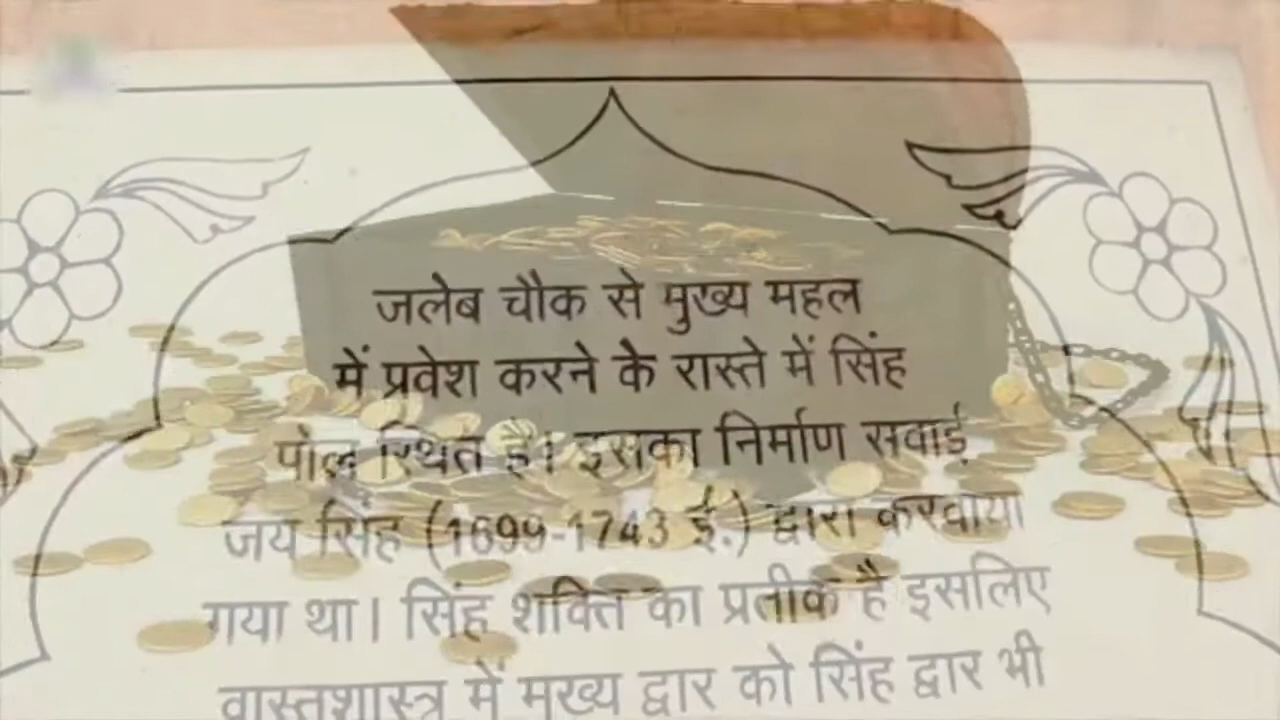 जलेब चौक से मुख्य महल
में प्रवेश करने के रास्ते में सिंह
पोल स्थित है। इसका निर्माण सवाई
जय सिंह (1699-1743 ई.) द्वारा करवाया
गया था। सिंह शक्ति का प्रतीक है इसलिए
वास्तुशास्त्र में मुख्य द्वार को सिंह द्वार भी